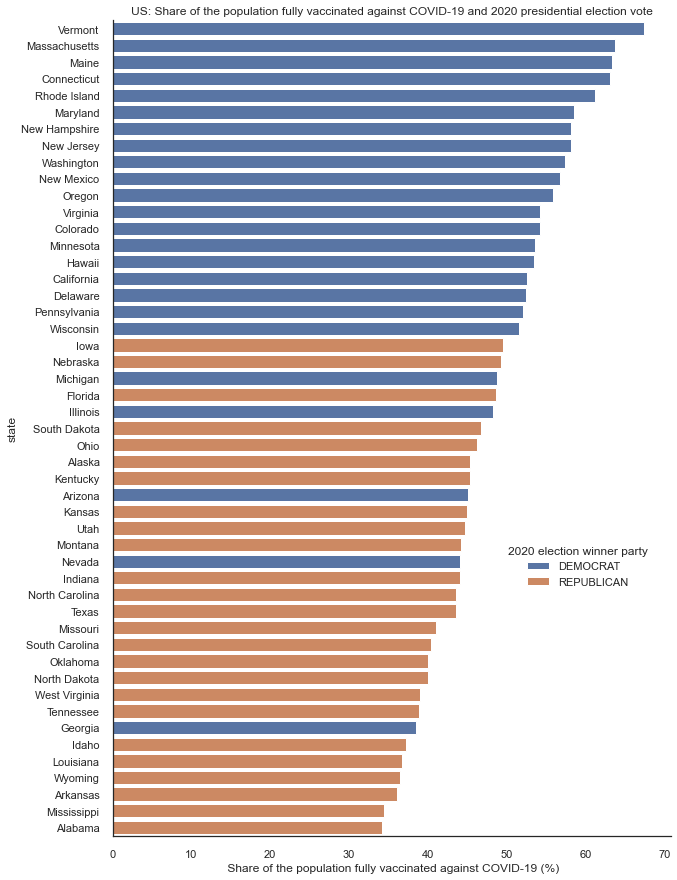 US: Share of the population fully vaccinated against COVID-19 and 2020 presidential election vote
Vermont
Massachusetts
Maine
Connecticut
Rhode Island
Maryland
New Hampshire
New Jersey
Washington
New Mexico
Oregon
Virginia
Colorado
Minnesota
Hawaii
California
Delaware
Pennsylvania
Wisconsin
Iowa
Nebraska
Michigan
Florida
Illinois
South Dakota
Ohio
Alaska
Kentucky
Arizona
Kansas
Utah
Montana
Nevada
Indiana
North Carolina
Texas
Missouri
South Carolina
Oklahoma
North Dakota
West Virginia
Tennessee
Georgia
Idaho
Louisiana
Wyoming
Arkansas
Mississippi
Alabama
state
2020 election winner party
DEMOCRAT
REPUBLICAN
0 10 20 30 40 50 60 70
Share of the population fully vaccinated against COVID-19 (%)